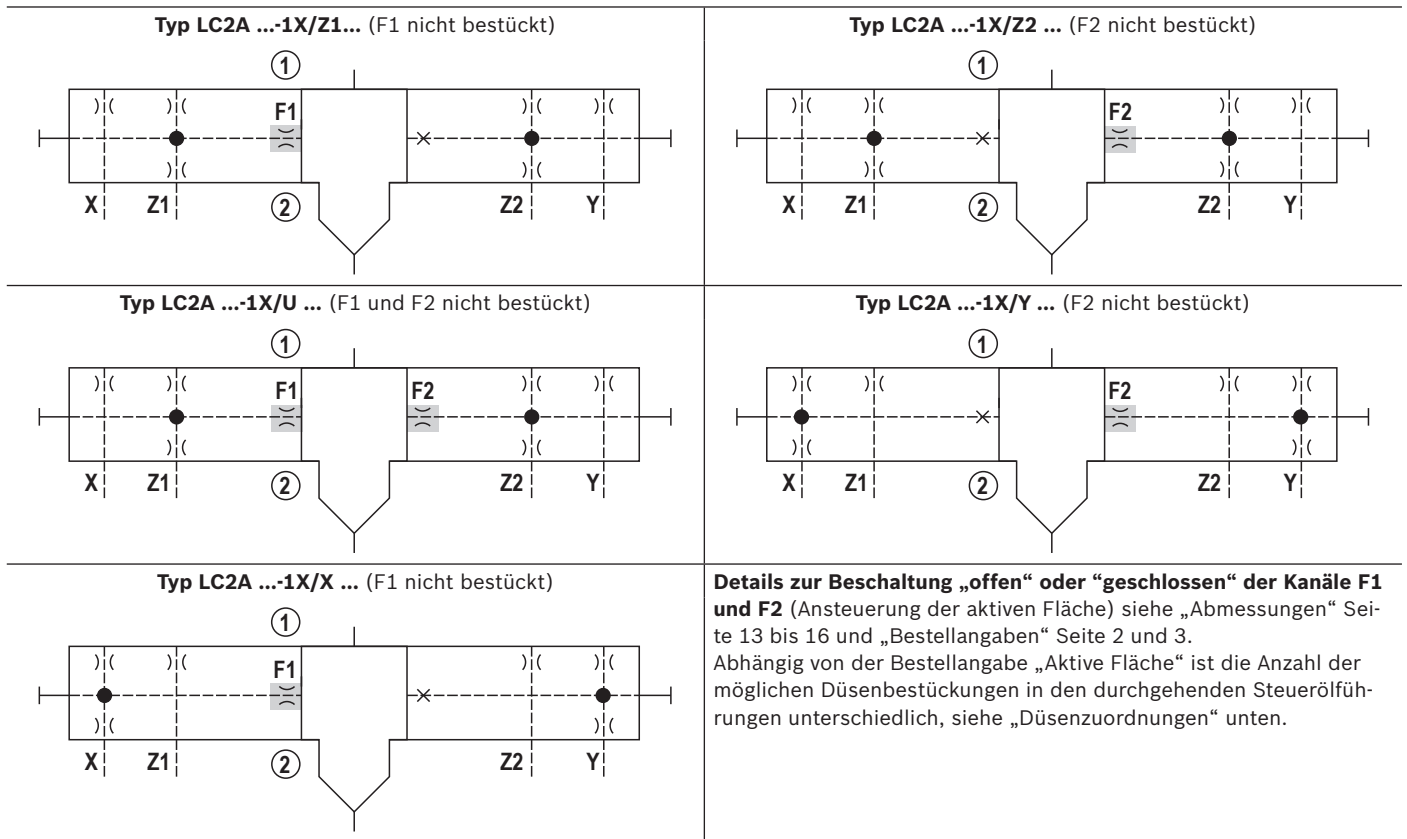 Typ LC2A ...-1X/Z1... (F1 nicht bestückt)
①
F1
X Z1 ② Z2 Y
Typ LC2A ...-1X/Z2 ... (F2 nicht bestückt)
①
F2
X Z1 ② Z2 Y
Typ LC2A ...-1X/U ... (F1 und F2 nicht bestückt)
①
F1 F2
X Z1 ② Z2 Y
Typ LC2A ...-1X/Y ... (F2 nicht bestückt)
①
F2
X Z1 ② Z2 Y
Typ LC2A ...-1X/X ... (F1 nicht bestückt)
①
F1
X Z1 ② Z2 Y
Details zur Beschaltung „offen“ oder “geschlossen“ der Kanäle F1
und F2 (Ansteuerung der aktiven Fläche) siehe „Abmessungen“ Sei-
te 13 bis 16 und „Bestellangaben“ Seite 2 und 3.
Abhängig von der Bestellangabe „Aktive Fläche“ ist die Anzahl der
möglichen Düsenbestückungen in den durchgehenden Steuerölfüh-
rungen unterschiedlich, siehe „Düsenzuordnungen“ unten.